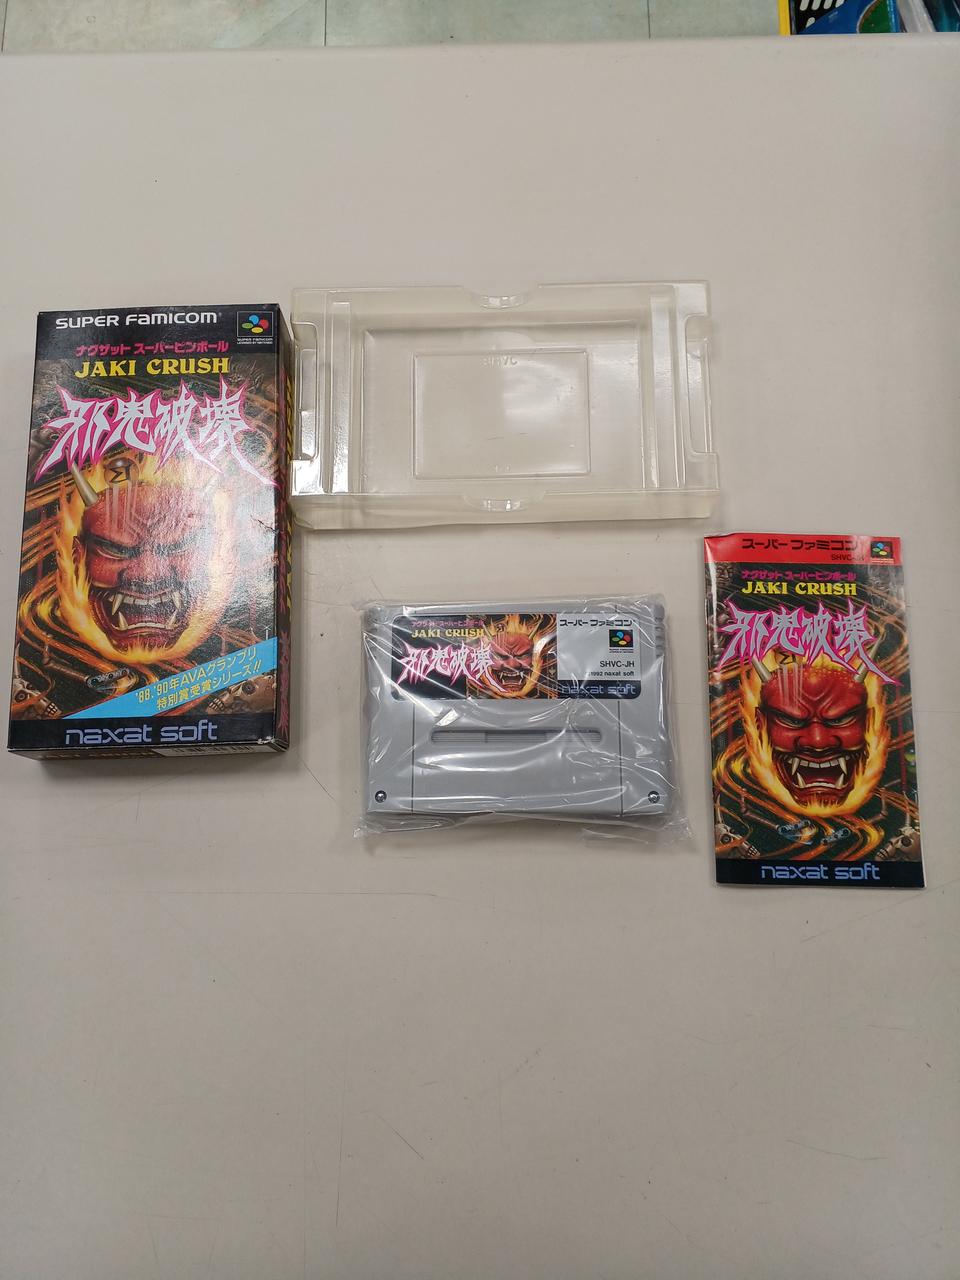 SUPER FAMICOM
SUPER FAMICOM
ナグザット スーパーピンボール
JAKI CRUSH
邪鬼破壊
'88、'90年AVAグランプリ
特別賞受賞シリーズ!!
naxat soft
SHVC
ナグザット スーパーピンボール
JAKI CRUSH
邪鬼破壊
スーパーファミコン
SHVC-JH
©1992 naxat soft
naxat soft
スーパーファミコン
ナグザット スーパーピンボール
JAKI CRUSH
邪鬼破壊
naxat soft